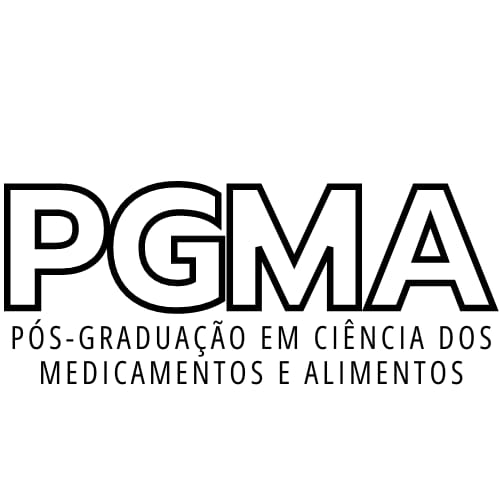 PGMA
PÓS-GRADUAÇÃO EM CIÊNCIA DOS
MEDICAMENTOS E ALIMENTOS